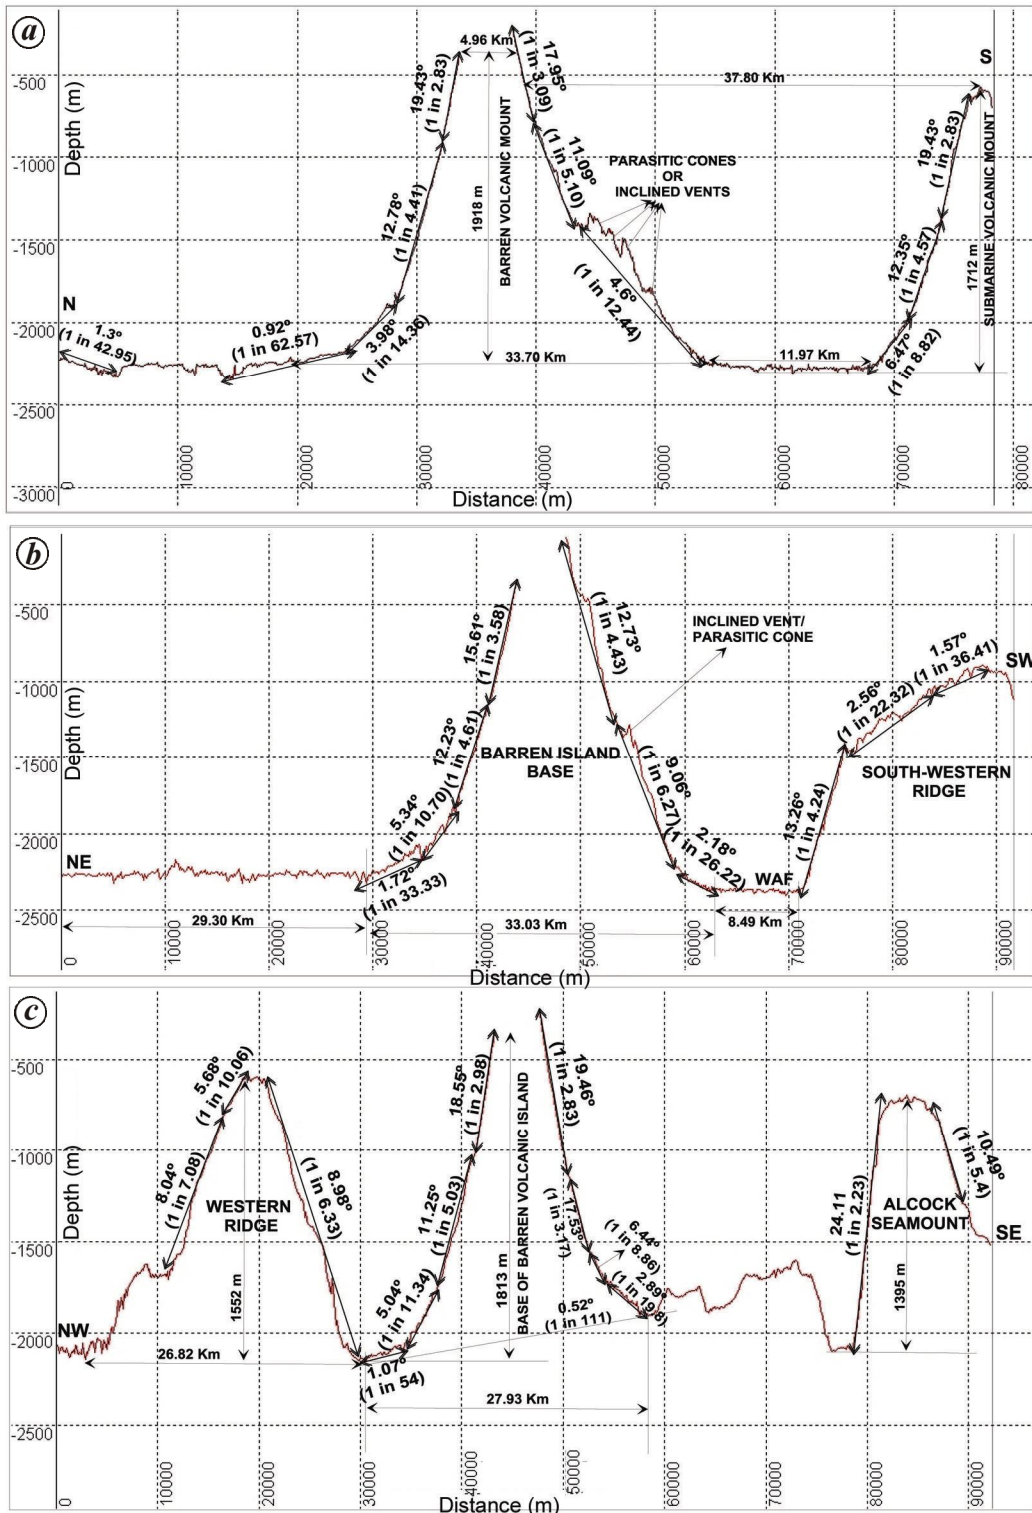 a
N
S
4.96 Km
37.80 Km
19.43°
(1 in 2.83)
17.95°
(1 in 3.09)
12.78°
(1 in 4.41)
11.09°
(1 in 5.10)
PARASITIC CONES
OR
INCLINED VENTS
BARREN VOLCANIC MOUNT
1918 m
1.3°
(1 in 42.95)
0.92°
(1 in 62.57)
3.98°
(1 in 14.36)
4.6°
(1 in 12.44)
33.70 Km
11.97 Km
19.43°
(1 in 2.83)
12.35°
(1 in 4.57)
6.47°
(1 in 8.82)
1712 m
SUBMARINE VOLCANIC MOUNT
Depth (m)
-500
-1000
-1500
-2000
-2500
-3000
0
10000
20000
30000
40000
50000
70000
80000
Distance (m)
b
NE
SW
15.61°
(1 in 3.58)
12.23°
(1 in 4.61)
5.34°
(1 in 10.70)
1.72°
(1 in 33.33)
12.73°
(1 in 4.43)
INCLINED VENT/
PARASITIC CONE
BARREN ISLAND
BASE
9.06°
(1 in 6.27)
2.18°
(1 in 26.22)
WAF
13.26°
(1 in 4.24)
2.56°
(1 in 22.32)
1.57°
(1 in 36.41)
SOUTH-WESTERN
RIDGE
29.30 Km
33.03 Km
8.49 Km
Depth (m)
-500
-1000
-1500
-2000
-2500
0
10000
20000
30000
40000
50000
60000
70000
80000
90000
Distance (m)
c
NW
SE
5.68°
(1 in 10.06)
8.04°
(1 in 7.08)
WESTERN
RIDGE
1552 m
8.98°
(1 in 6.33)
18.55°
(1 in 2.98)
11.25°
(1 in 5.03)
5.04°
(1 in 11.34)
1.07°
(1 in 54)
BASE OF BARREN VOLCANIC ISLAND
1813 m
19.46°
(1 in 2.83)
17.53°
(1 in 3.17)
6.44°
(1 in 8.86)
2.89°
(1 in 19.8)
0.52°
(1 in 111)
24.11
(1 in 2.23)
ALCOCK
SEAMOUNT
1395 m
10.49°
(1 in 5.4)
26.82 Km
27.93 Km
Depth (m)
-500
-1000
-1500
-2000
-2500
0
10000
20000
30000
40000
50000
60000
70000
80000
90000
Distance (m)